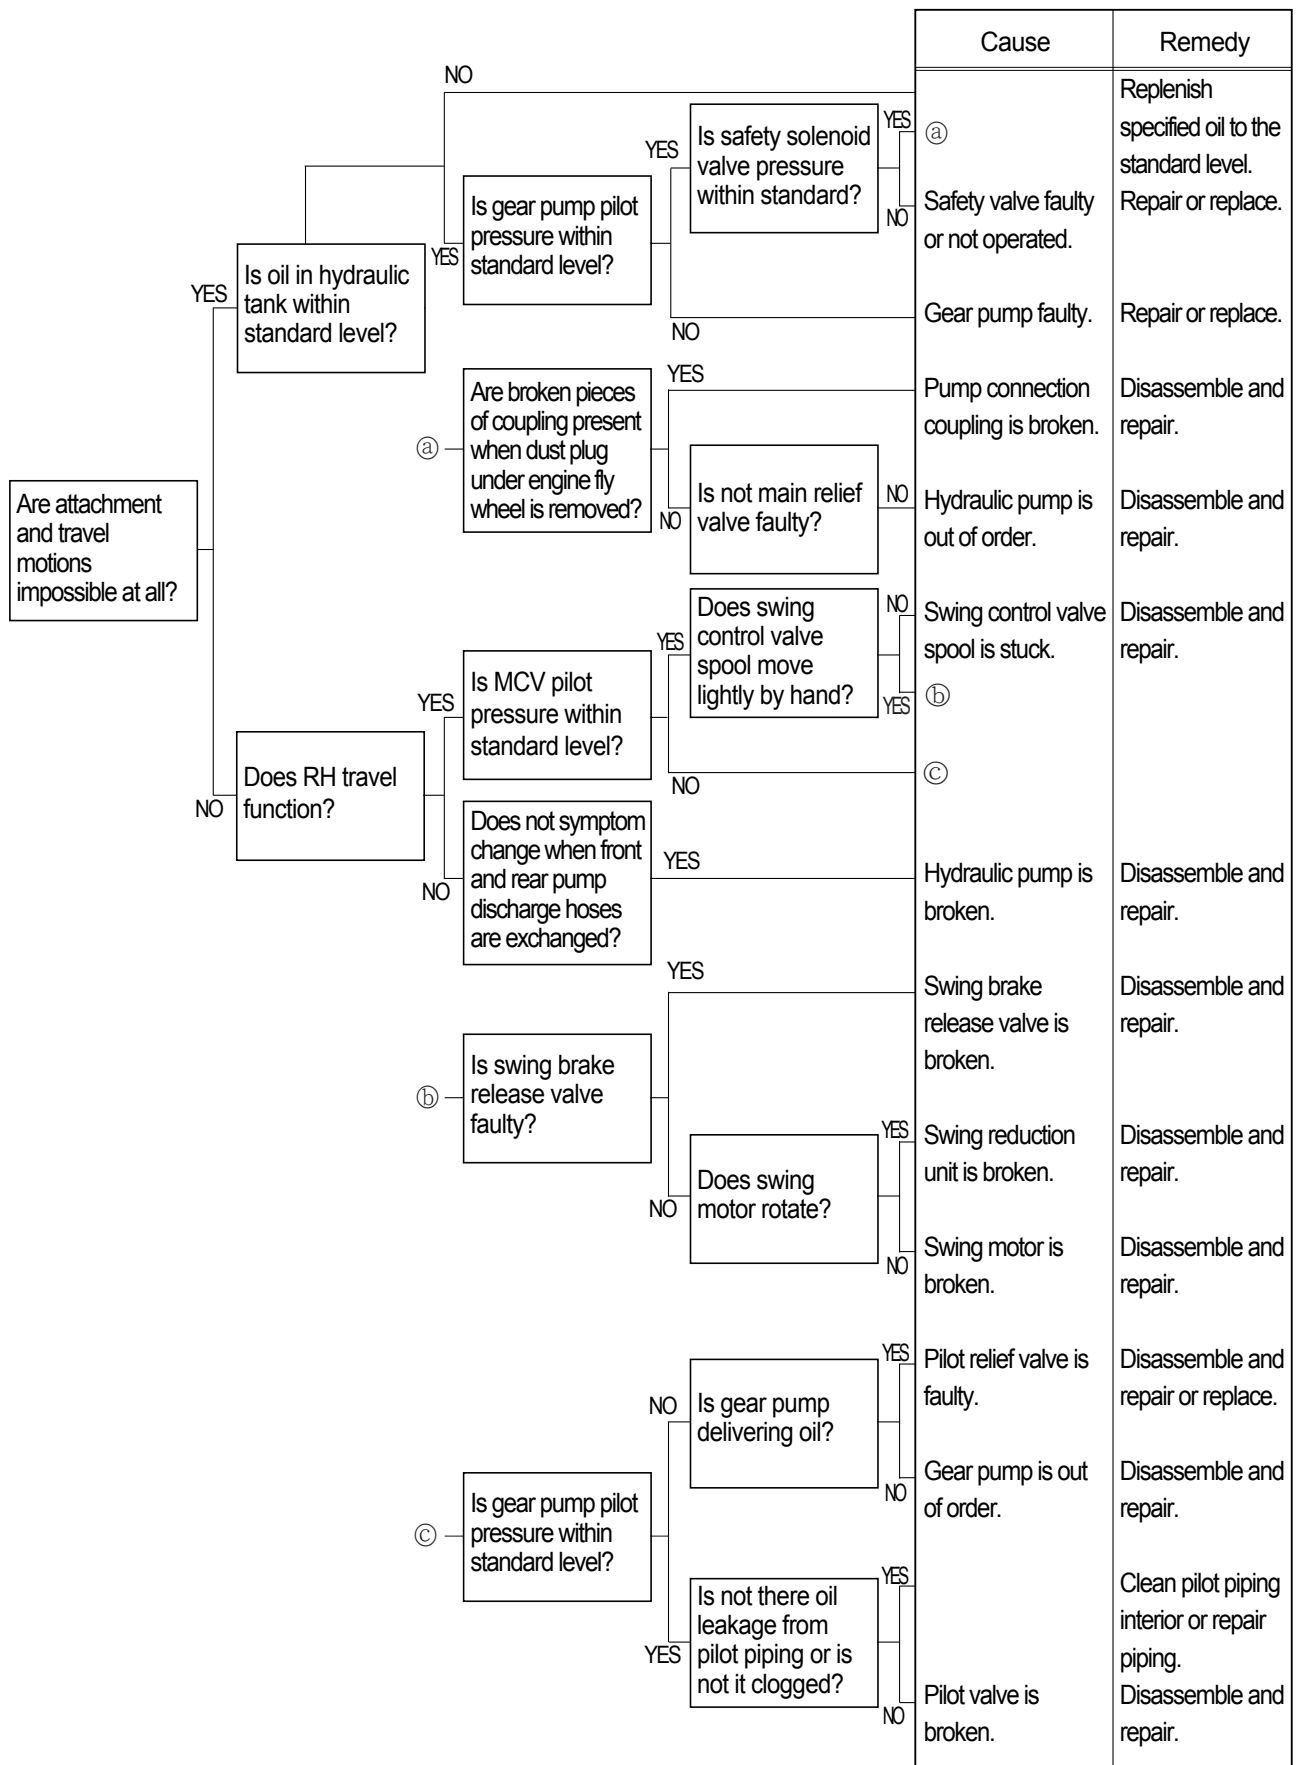 Cause
Remedy
NO
Replenish
specified oil to the
standard level.
YES
Is safety solenoid
valve pressure
within standard?
YES
ⓐ
NO
Safety valve faulty
or not operated.
Repair or replace.
Is gear pump pilot
pressure within
standard level?
YES
YES
Is oil in hydraulic
tank within
standard level?
NO
Gear pump faulty.
Repair or replace.
ⓐ
Are broken pieces
of coupling present
when dust plug
under engine fly
wheel is removed?
YES
Pump connection
coupling is broken.
Disassemble and
repair.
NO
Is not main relief
valve faulty?
NO
Hydraulic pump is
out of order.
Disassemble and
repair.
Are attachment
and travel
motions
impossible at all?
Does swing
control valve
spool move
lightly by hand?
NO
Swing control valve
spool is stuck.
Disassemble and
repair.
YES
YES
ⓑ
YES
Is MCV pilot
pressure within
standard level?
NO
ⓒ
NO
Does RH travel
function?
NO
Does not symptom
change when front
and rear pump
discharge hoses
are exchanged?
YES
Hydraulic pump is
broken.
Disassemble and
repair.
YES
Swing brake
release valve is
broken.
Disassemble and
repair.
ⓑ
Is swing brake
release valve
faulty?
NO
Does swing
motor rotate?
YES
Swing reduction
unit is broken.
Disassemble and
repair.
NO
Swing motor is
broken.
Disassemble and
repair.
NO
Is gear pump
delivering oil?
YES
Pilot relief valve is
faulty.
Disassemble and
repair or replace.
NO
Gear pump is out
of order.
Disassemble and
repair.
ⓒ
Is gear pump pilot
pressure within
standard level?
YES
Is not there oil
leakage from
pilot piping or is
not it clogged?
YES
Clean pilot piping
interior or repair
piping.
NO
Pilot valve is
broken.
Disassemble and
repair.